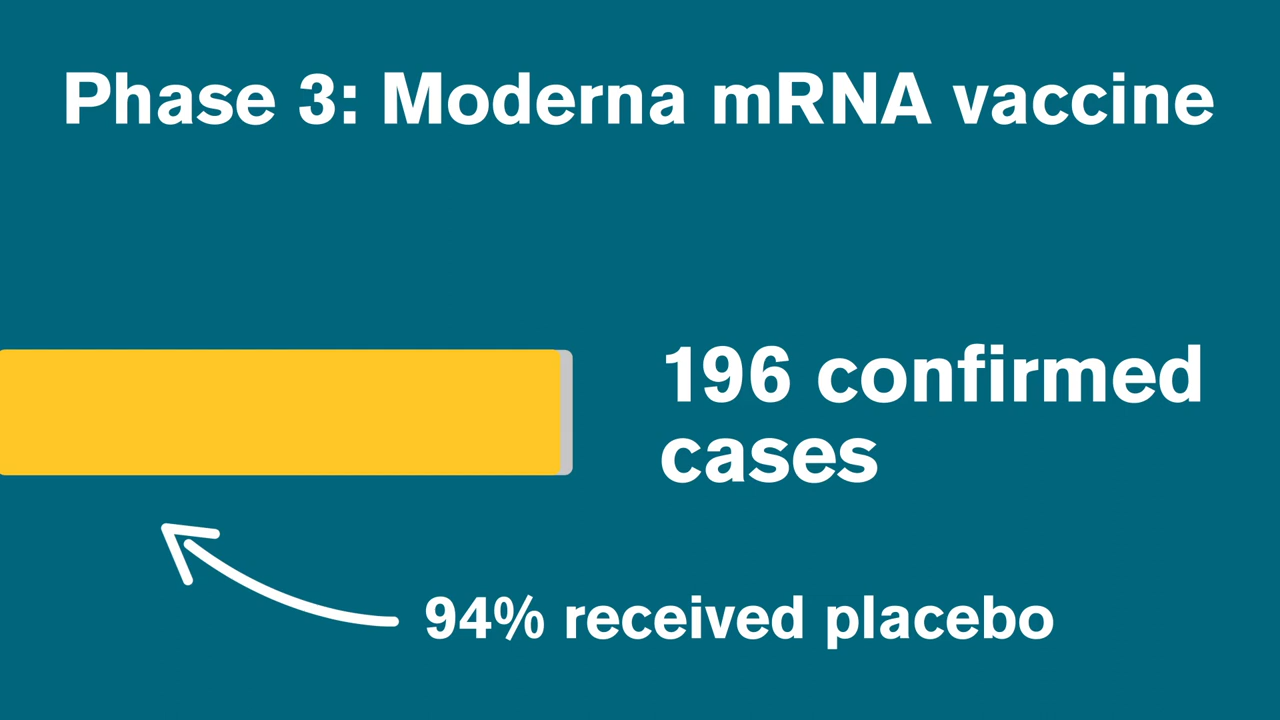 Phase 3: Moderna mRNA vaccine
196 confirmed
cases
94% received placebo